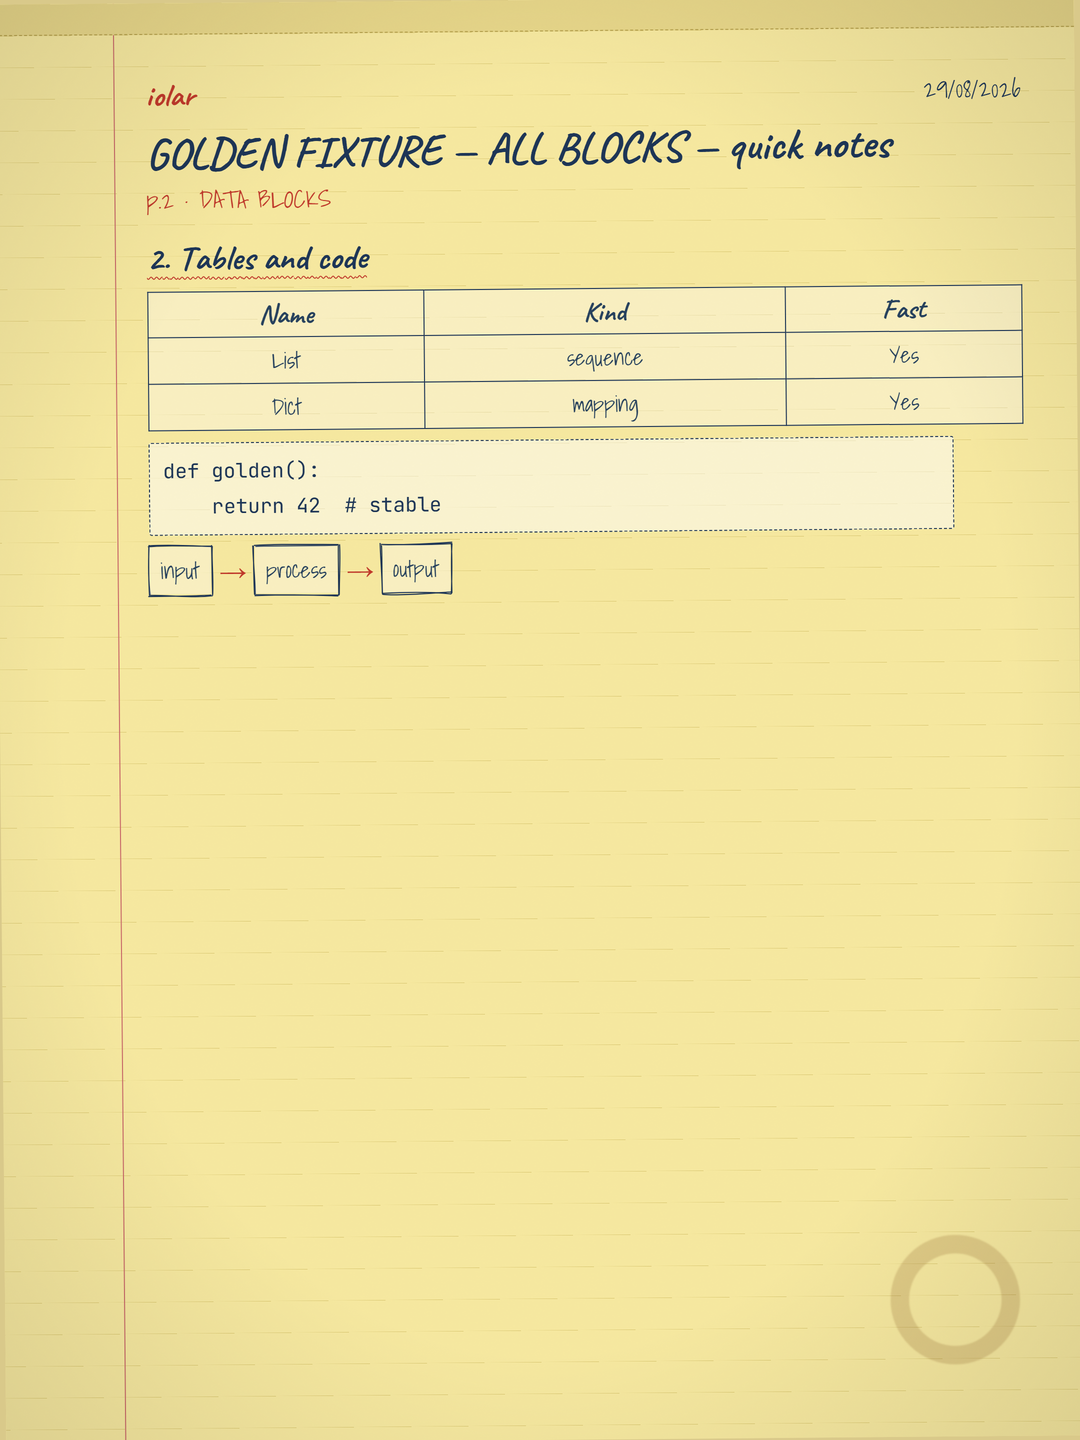 iolar
29/08/2026
GOLDEN FIXTURE – ALL BLOCKS – quick notes
p.2 · DATA BLOCKS
2. Tables and code
Name Kind Fast
List sequence Yes
Dict mapping Yes
def golden():
    return 42  # stable
input → process → output